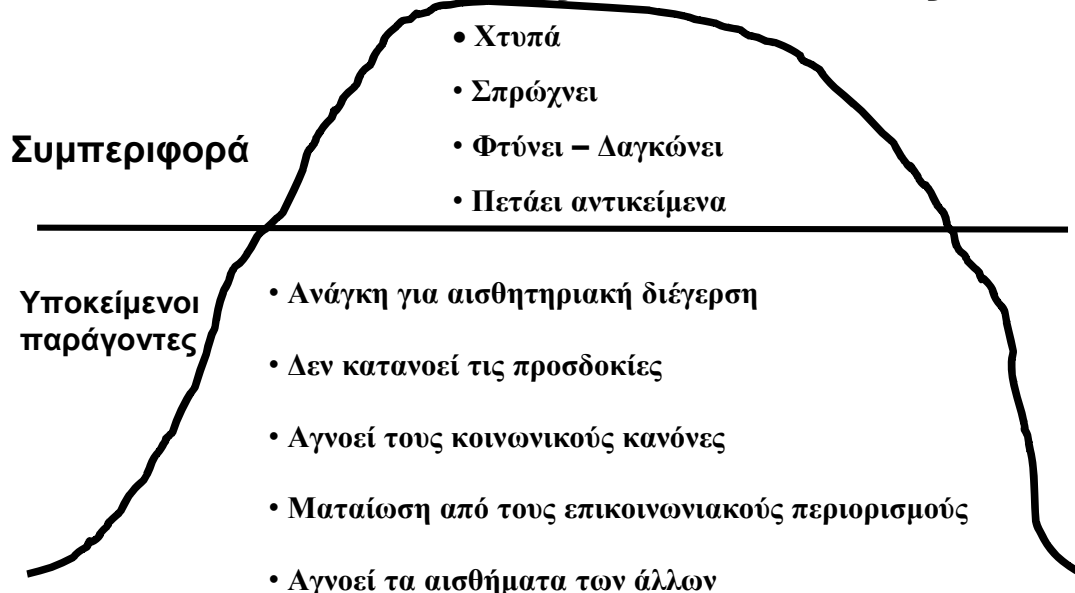 • Χτυπά
• Σπρώχνει
• Φτύνει – Δαγκώνει
Συμπεριφορά
• Πετάει αντικείμενα
Υποκείμενοι
παράγοντες
• Ανάγκη για αισθητηριακή διέγερση
• Δεν κατανοεί τις προσδοκίες
• Αγνοεί τους κοινωνικούς κανόνες
• Ματαίωση από τους επικοινωνιακούς περιορισμούς
• Αγνοεί τα αισθήματα των άλλων